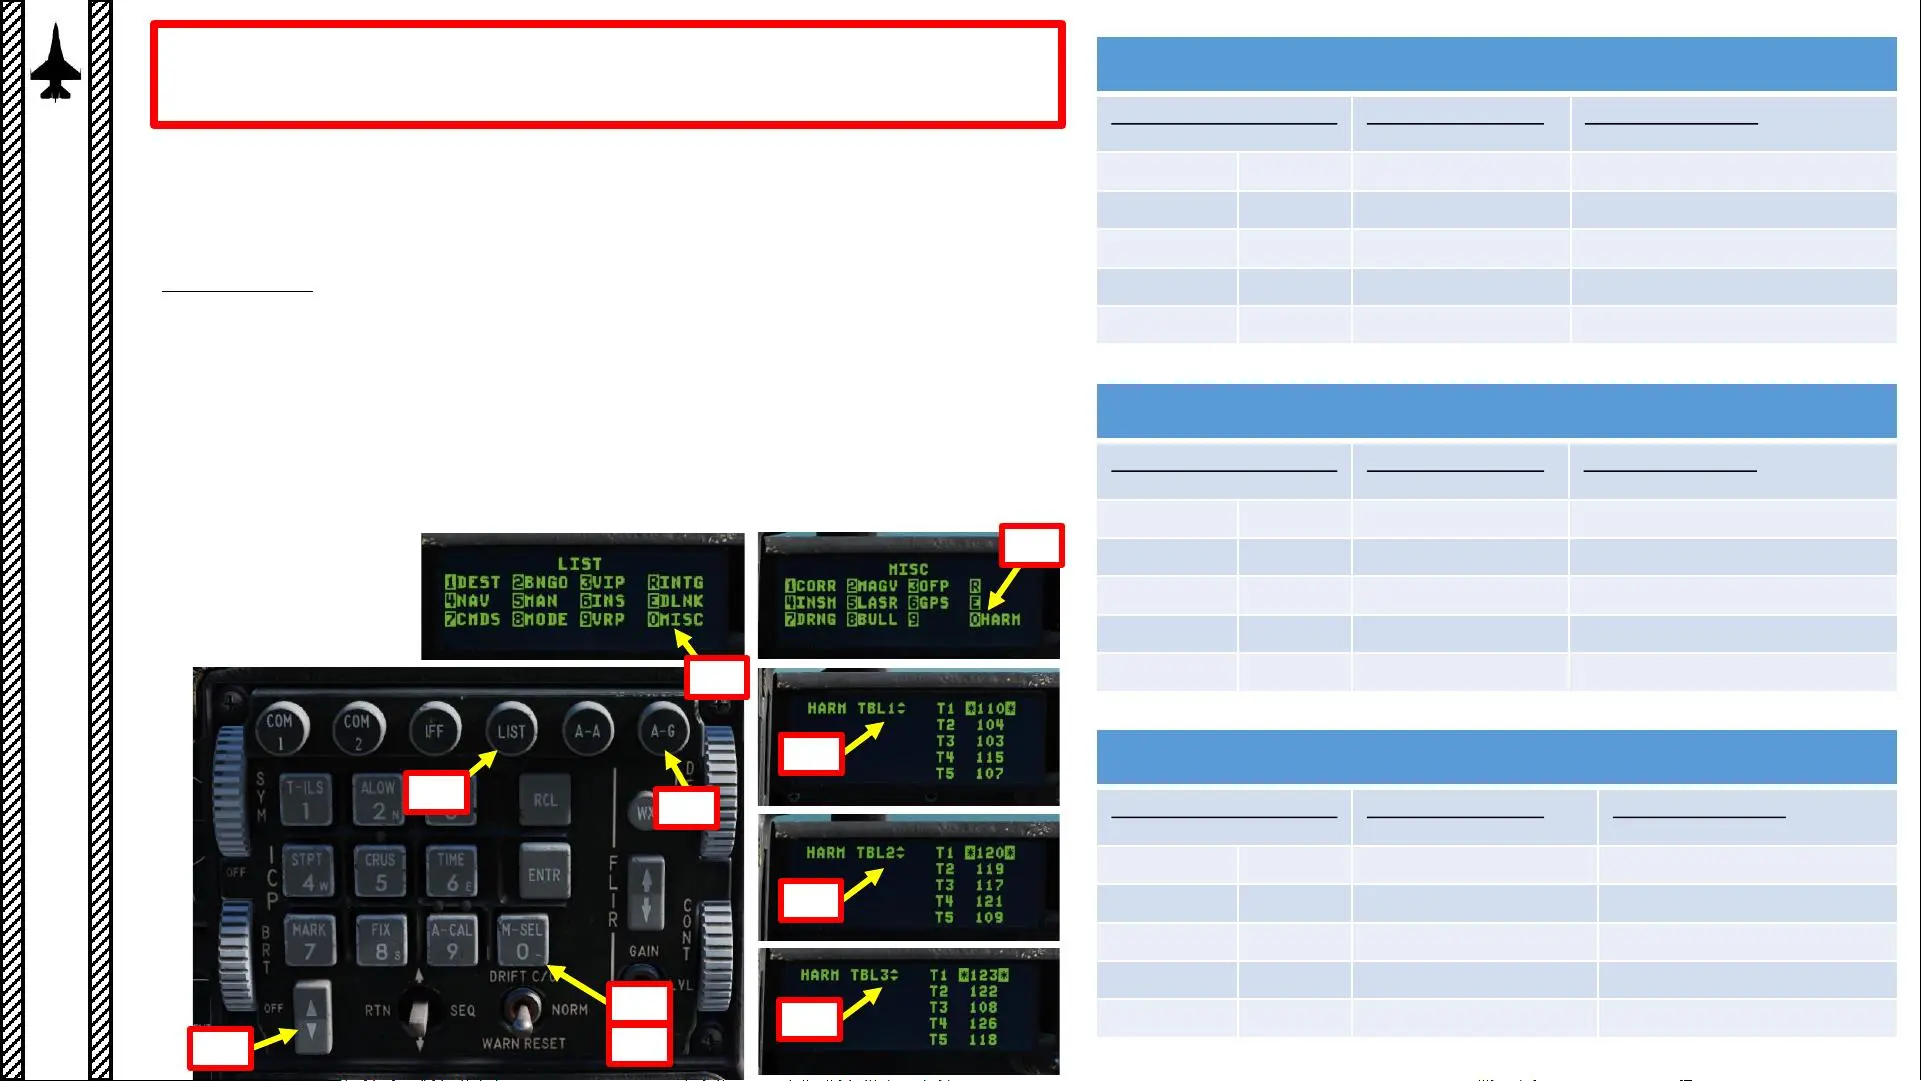 LIST
1DEST 2BNGO 3VIP RINTG
4NAV 5MAN 6INS EDLNK
7CMDS 8MODE 9VRP 0MISC
MISC
1CORR 2MAGV 3OFP R
4INSM 5LASR 6GPS E
7DRNG 8BULL 9 0HARM
HARM TBL1 T1 *110*
T2 104
T3 103
T4 115
T5 107
HARM TBL2 T1 *120*
T2 119
T3 117
T4 121
T5 109
HARM TBL3 T1 *123*
T2 122
T3 108
T4 126
T5 118
COM 1
COM 2
IFF
LIST
A-A
A-G
SYM
T-ILS 1
ALOW 2 N
RCL
WX
ICP
OFF
STPT 4 W
CRUS 5
TIME 6 E
ENTR
FLIR
CONT
BRT
OFF
MARK 7
FIX 8 S
A-CAL 9
M-SEL 0 -
GAIN
LVL
DRIFT C/O
RTN
SEQ
NORM
WARN RESET